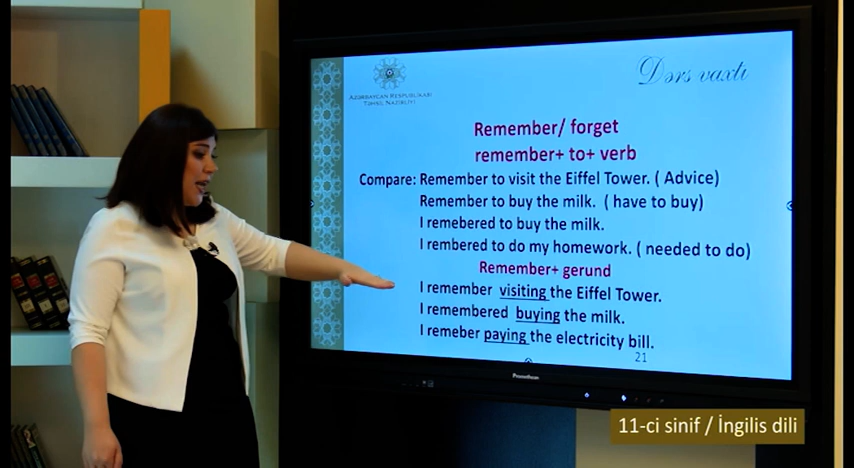 Dərs vaxtı
AZƏRBAYCAN RESPUBLİKASI
TƏHSİL NAZİRLİYİ
Remember/ forget
remember+ to+ verb
Compare: Remember to visit the Eiffel Tower. ( Advice)
Remember to buy the milk. ( have to buy)
I remebered to buy the milk.
I rembered to do my homework. ( needed to do)
Remember+ gerund
I remember visiting the Eiffel Tower.
I remembered buying the milk.
I remeber paying the electricity bill.
21
Promethean
11-ci sinif / İngilis dili